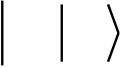 | | ⟩